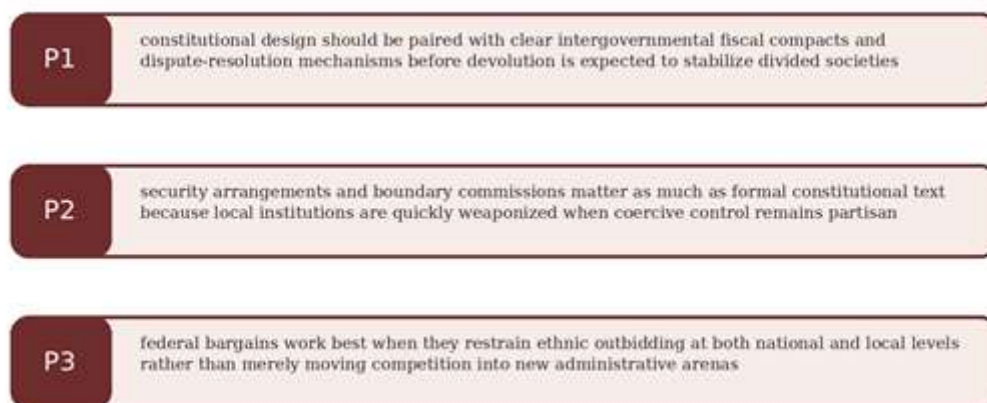 P1
constitutional design should be paired with clear intergovernmental fiscal compacts and
dispute-resolution mechanisms before devolution is expected to stabilize divided societies
P2
security arrangements and boundary commissions matter as much as formal constitutional text
because local institutions are quickly weaponized when coercive control remains partisan
P3
federal bargains work best when they restrain ethnic outbidding at both national and local levels
rather than merely moving competition into new administrative arenas